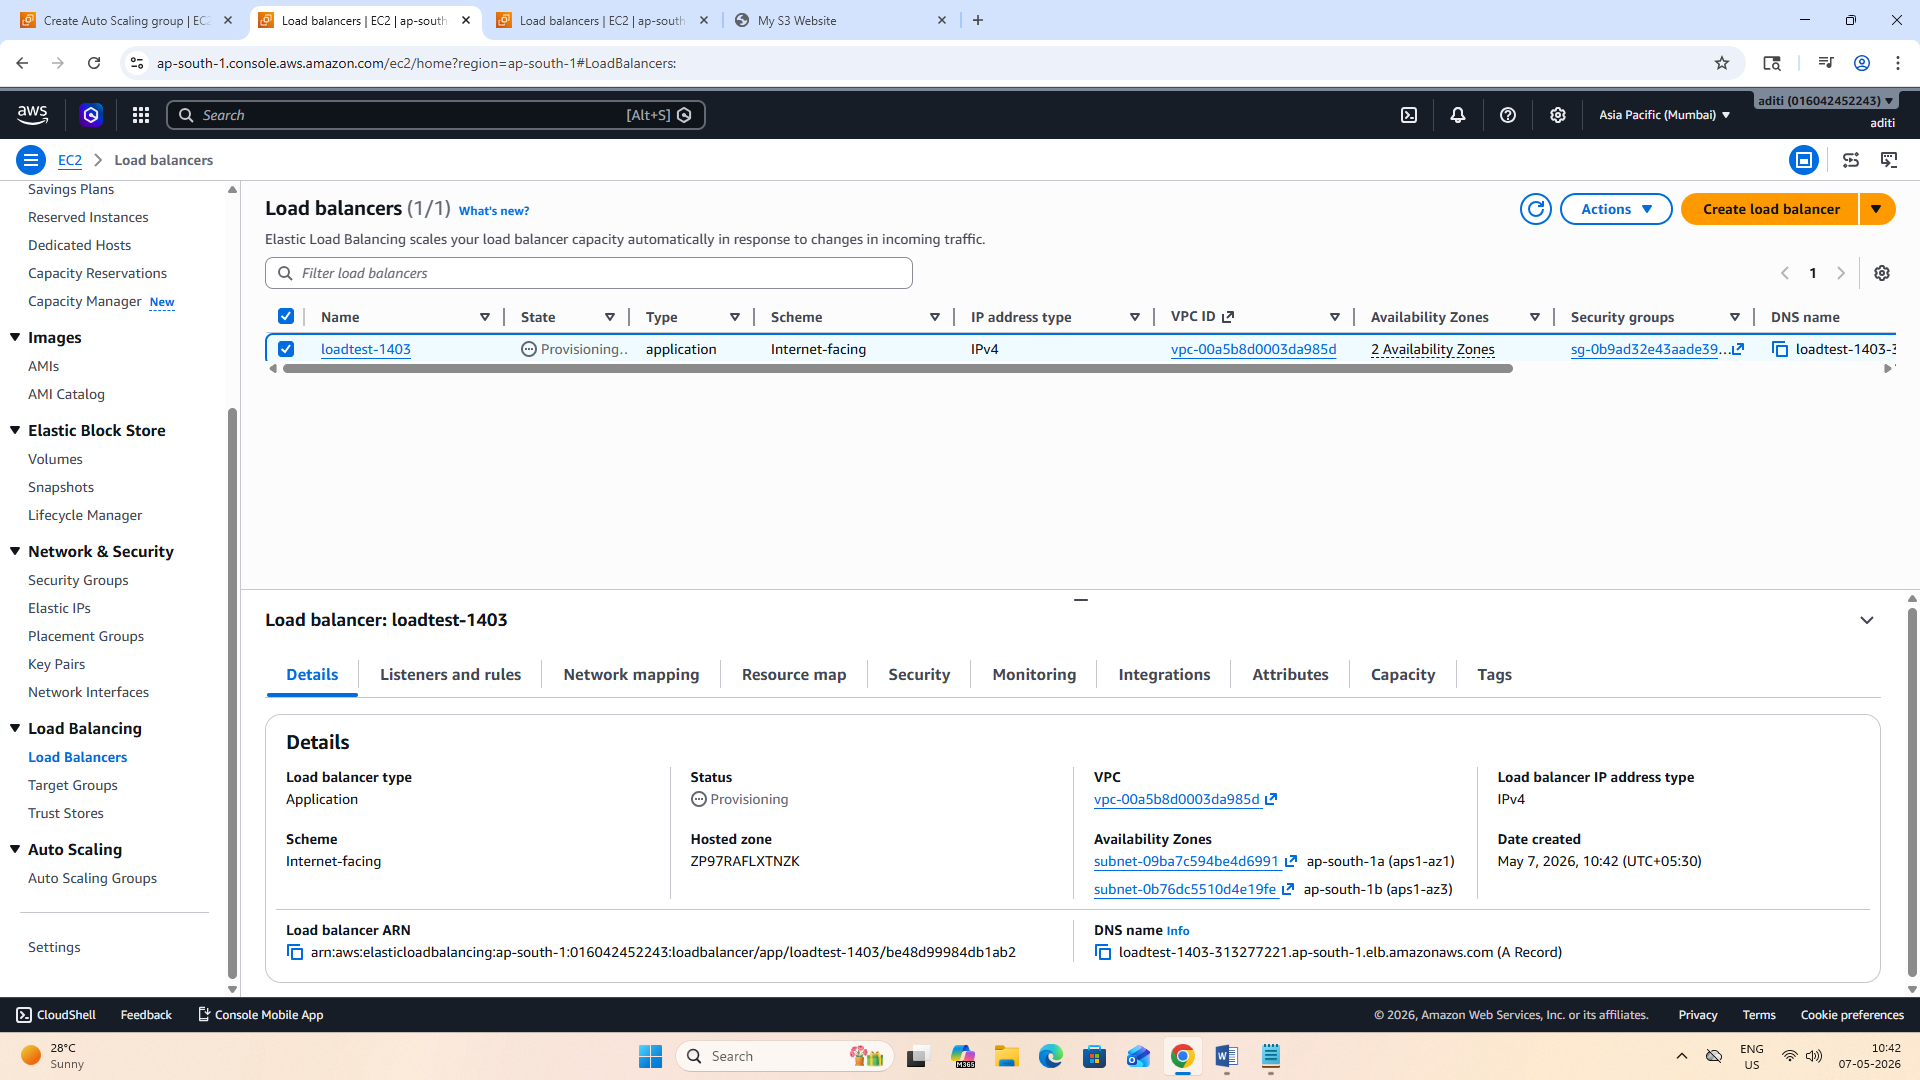 Create Auto Scaling group | EC2
Load balancers | EC2 | ap-south
Load balancers | EC2 | ap-south
My S3 Website
ap-south-1.console.aws.amazon.com/ec2/home?region=ap-south-1#LoadBalancers:
aws
Search
[Alt+S]
Asia Pacific (Mumbai)
aditi (016042452243)
aditi
EC2
Load balancers
Savings Plans
Reserved Instances
Dedicated Hosts
Capacity Reservations
Capacity Manager New
Images
AMIs
AMI Catalog
Elastic Block Store
Volumes
Snapshots
Lifecycle Manager
Network & Security
Security Groups
Elastic IPs
Placement Groups
Key Pairs
Network Interfaces
Load Balancing
Load Balancers
Target Groups
Trust Stores
Auto Scaling
Auto Scaling Groups
Settings
Load balancers (1/1) What's new?
Actions
Create load balancer
Elastic Load Balancing scales your load balancer capacity automatically in response to changes in incoming traffic.
Filter load balancers
1
Name State Type Scheme IP address type VPC ID Availability Zones Security groups DNS name
loadtest-1403 Provisioning.. application Internet-facing IPv4 vpc-00a5b8d0003da985d 2 Availability Zones sg-0b9ad32e43aade39... loadtest-1403-3
Load balancer: loadtest-1403
Details Listeners and rules Network mapping Resource map Security Monitoring Integrations Attributes Capacity Tags
Details
Load balancer type
Application
Status
Provisioning
VPC
vpc-00a5b8d0003da985d
Load balancer IP address type
IPv4
Scheme
Internet-facing
Hosted zone
ZP97RAFLXTNZK
Availability Zones
subnet-09ba7c594be4d6991 ap-south-1a (aps1-az1)
subnet-0b76dc5510d4e19fe ap-south-1b (aps1-az3)
Date created
May 7, 2026, 10:42 (UTC+05:30)
Load balancer ARN
arn:aws:elasticloadbalancing:ap-south-1:016042452243:loadbalancer/app/loadtest-1403/be48d99984db1ab2
DNS name Info
loadtest-1403-313277221.ap-south-1.elb.amazonaws.com (A Record)
CloudShell
Feedback
Console Mobile App
© 2026, Amazon Web Services, Inc. or its affiliates.
Privacy
Terms
Cookie preferences
28°C
Sunny
Search
M365
ENG
US
10:42
07-05-2026